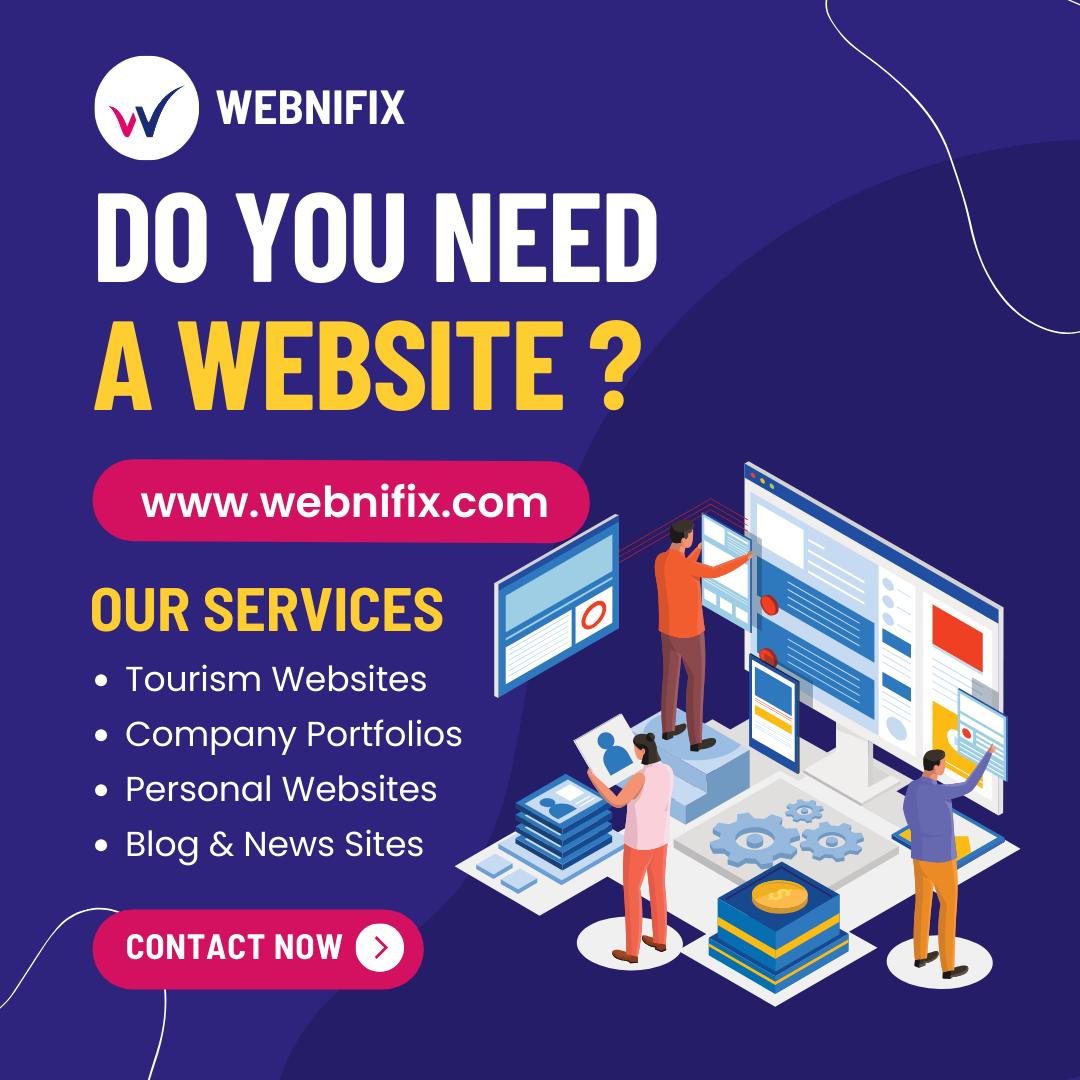 WEBNIFIX
DO YOU NEED
A WEBSITE ?
www.webnifix.com
OUR SERVICES
• Tourism Websites
• Company Portfolios
• Personal Websites
• Blog & News Sites
CONTACT NOW